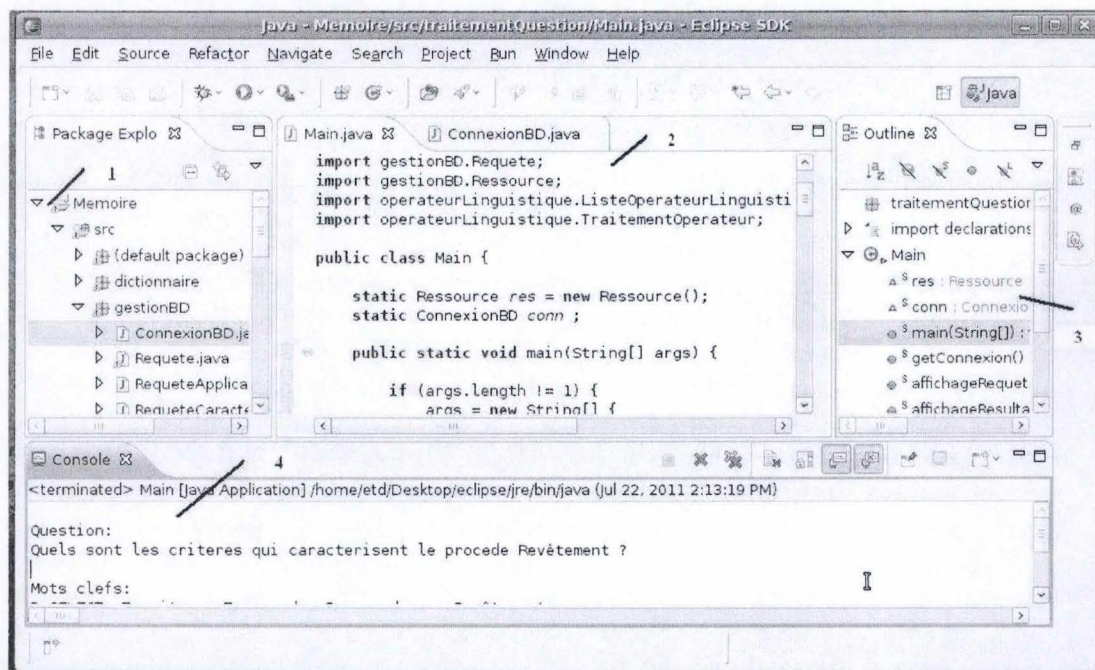 Java - Memoire/src/traitementQuestion/Main.java - Eclipse SDK
File Edit Source Refactor Navigate Search Project Run Window Help
Java
Package Explo
1
Memoire
src
(default package)
dictionnaire
gestionBD
ConnexionBD.je
Requete.java
RequeteApplica
RequeteCaracte
Main.java ConnexionBD.java
2
import gestionBD.Requete;
import gestionBD.Ressource;
import operateurLinguistique.ListeOperateurLinguisti
import operateurLinguistique.TraitementOperateur;
public class Main {
static Ressource res = new Ressource();
static ConnexionBD conn ;
public static void main(String[] args) {
if (args.length != 1) {
args = new String[] {
Outline
traitementQuestion
import declarations
Main
res : Ressource
conn : Connexio
main(String[]) :
getConnexion()
affichageRequet
affichageResulta
3
Console
4
<terminated> Main [Java Application] /home/etd/Desktop/eclipse/jre/bin/java (Jul 22, 2011 2:13:19 PM)
Question:
Quels sont les criteres qui caracterisent le procede Revêtement ?
Mots clefs: